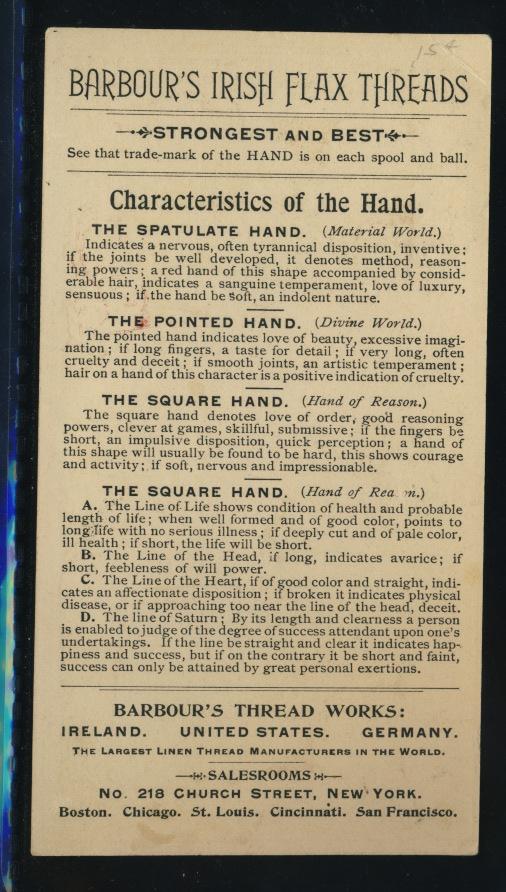 154
BARBOUR'S IRISH FLAX THREADS
STRONGEST AND BEST
See that trade-mark of the HAND is on each spool and ball.
Characteristics of the Hand.
THE SPATULATE HAND. (Material World.)
Indicates a nervous, often tyrannical disposition, inventive;
if the joints be well developed, it denotes method, reason-
ing powers; a red hand of this shape accompanied by consid-
erable hair, indicates a sanguine temperament, love of luxury,
sensuous; if the hand be soft, an indolent nature.
THE POINTED HAND. (Divine World.)
The pointed hand indicates love of beauty, excessive imagi-
nation; if long fingers, a taste for detail; if very long, often
cruelty and deceit; if smooth joints, an artistic temperament;
hair on a hand of this character is a positive indication of cruelty.
THE SQUARE HAND. (Hand of Reason.)
The square hand denotes love of order, good reasoning
powers, clever at games, skillful, submissive; if the fingers be
short, an impulsive disposition, quick perception; a hand of
this shape will usually be found to be hard, this shows courage
and activity; if soft, nervous and impressionable.
THE SQUARE HAND. (Hand of Rea n.)
A. The Line of Life shows condition of health and probable
length of life; when well formed and of good color, points to
long life with no serious illness; if deeply cut and of pale color,
ill health; if short, the life will be short.
B. The Line of the Head, if long, indicates avarice; if
short, feebleness of will power.
C. The Line of the Heart, if of good color and straight, indi-
cates an affectionate disposition; if broken it indicates physical
disease, or if approaching too near the line of the head, deceit.
D. The line of Saturn; By its length and clearness a person
is enabled to judge of the degree of success attendant upon one's
undertakings. If the line be straight and clear it indicates hap-
piness and success, but if on the contrary it be short and faint,
success can only be attained by great personal exertions.
BARBOUR'S THREAD WORKS:
IRELAND. UNITED STATES. GERMANY.
THE LARGEST LINEN THREAD MANUFACTURERS IN THE WORLD.
SALESROOMS
No. 218 CHURCH STREET, NEW YORK.
Boston. Chicago. St. Louis. Cincinnati. San Francisco.